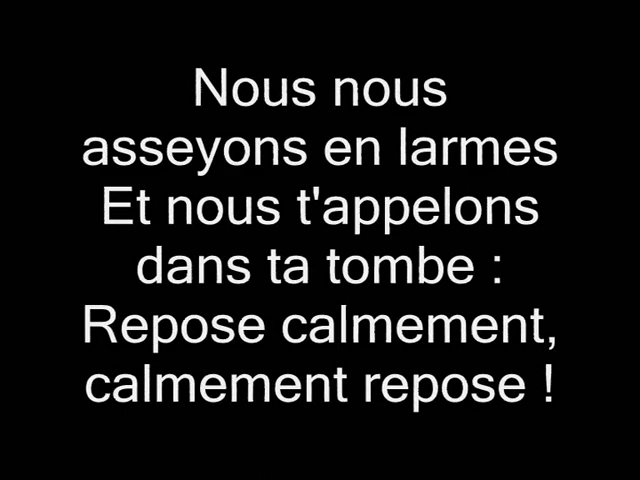 Nous nous
asseyons en larmes
Et nous t'appelons
dans ta tombe :
Repose calmement,
calmement repose !